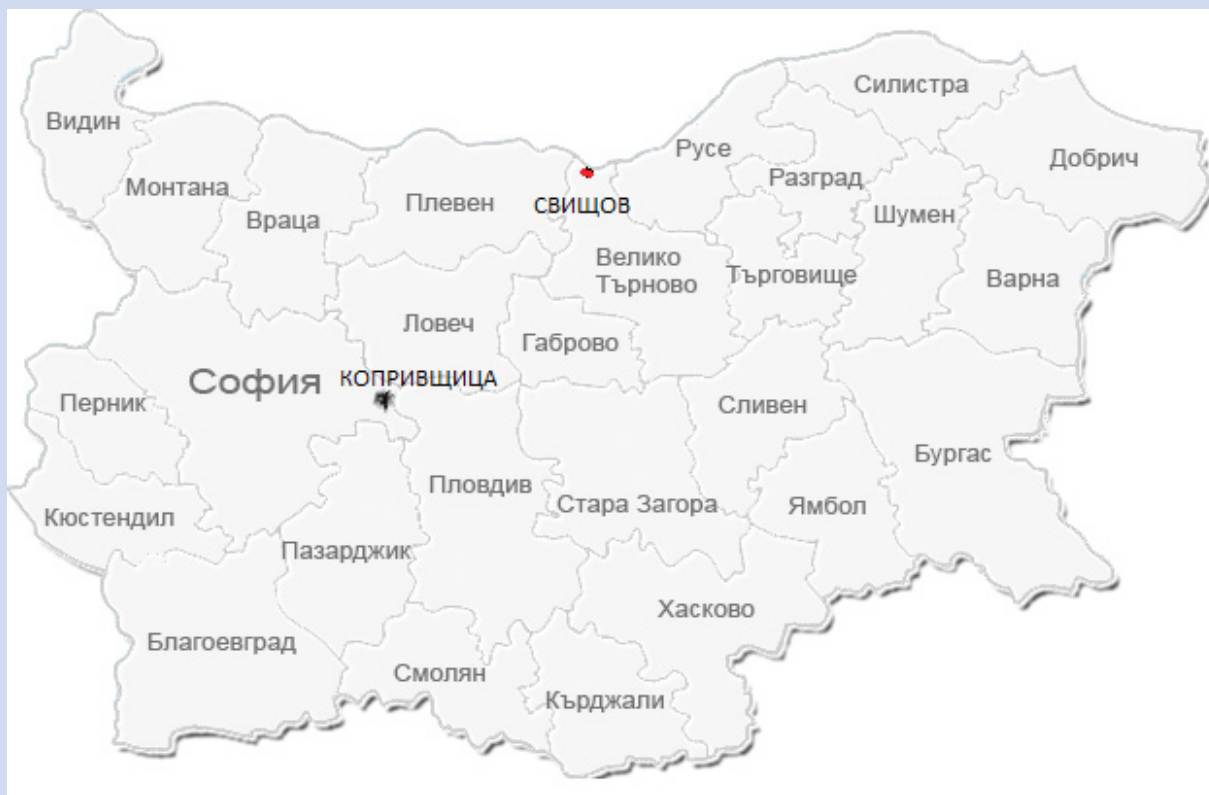 Силистра
Видин
Русе
Добрич
Монтана
Разград
Плевен
СВИЩОВ
Враца
Шумен
Велико
Търново
Търговище
Варна
Ловеч
Габрово
София
КОПРИВЩИЦА
Перник
Сливен
Бургас
Пловдив
Стара Загора
Ямбол
Кюстендил
Пазарджик
Хасково
Благоевград
Смолян
Кърджали